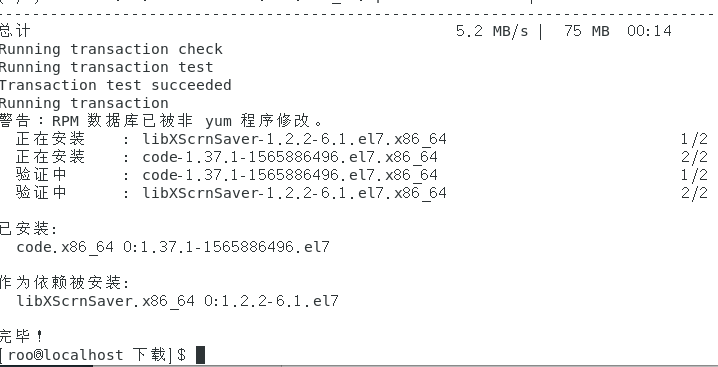 总计 5.2 MB/s | 75 MB 00:14
Running transaction check
Running transaction test
Transaction test succeeded
Running transaction
警告：RPM 数据库已被非 yum 程序修改。
正在安装 : libXScrnSaver-1.2.2-6.1.el7.x86_64 1/2
正在安装 : code-1.37.1-1565886496.el7.x86_64 2/2
验证中 : code-1.37.1-1565886496.el7.x86_64 1/2
验证中 : libXScrnSaver-1.2.2-6.1.el7.x86_64 2/2
已安装:
code.x86_64 0:1.37.1-1565886496.el7
作为依赖被安装:
libXScrnSaver.x86_64 0:1.2.2-6.1.el7
完毕！
[roo@localhost 下载]$